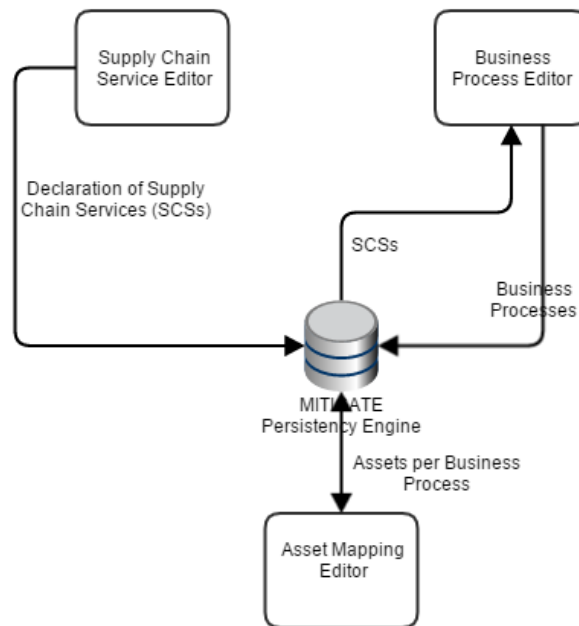 Supply Chain
Service Editor
Business
Process Editor
Declaration of Supply
Chain Services (SCSs)
SCSs
Business
Processes
MITIGATE
Persistency Engine
Assets per Business
Process
Asset Mapping
Editor